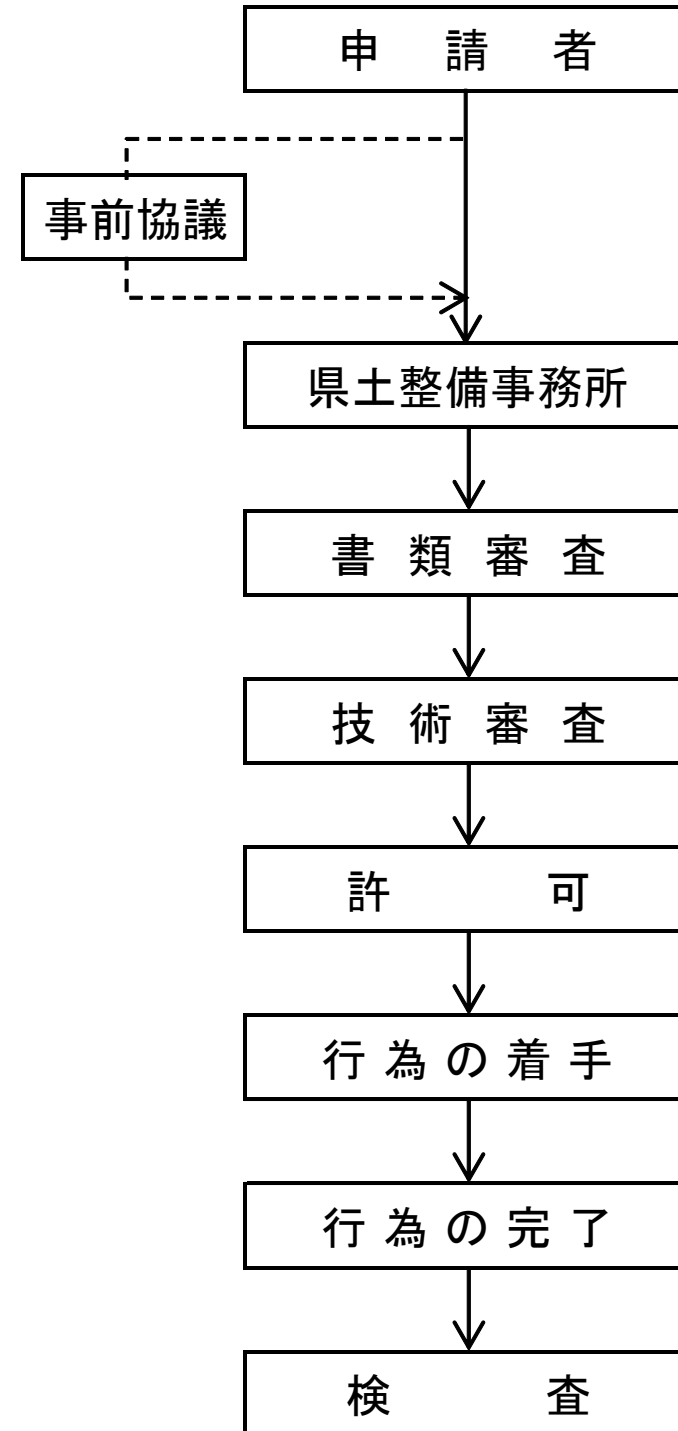 申請者
事前協議
県土整備事務所
書類審査
技術審査
許可
行為の着手
行為の完了
検査